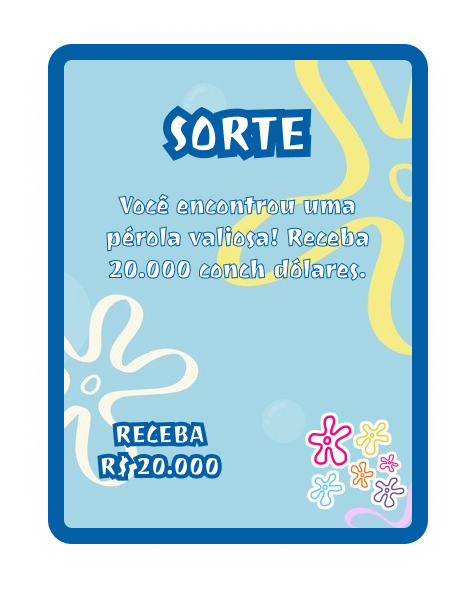 SORTE
Você encontrou uma
pérola valiosa! Receba
20.000 conch dólares.
RECEBA
R$ 20.000